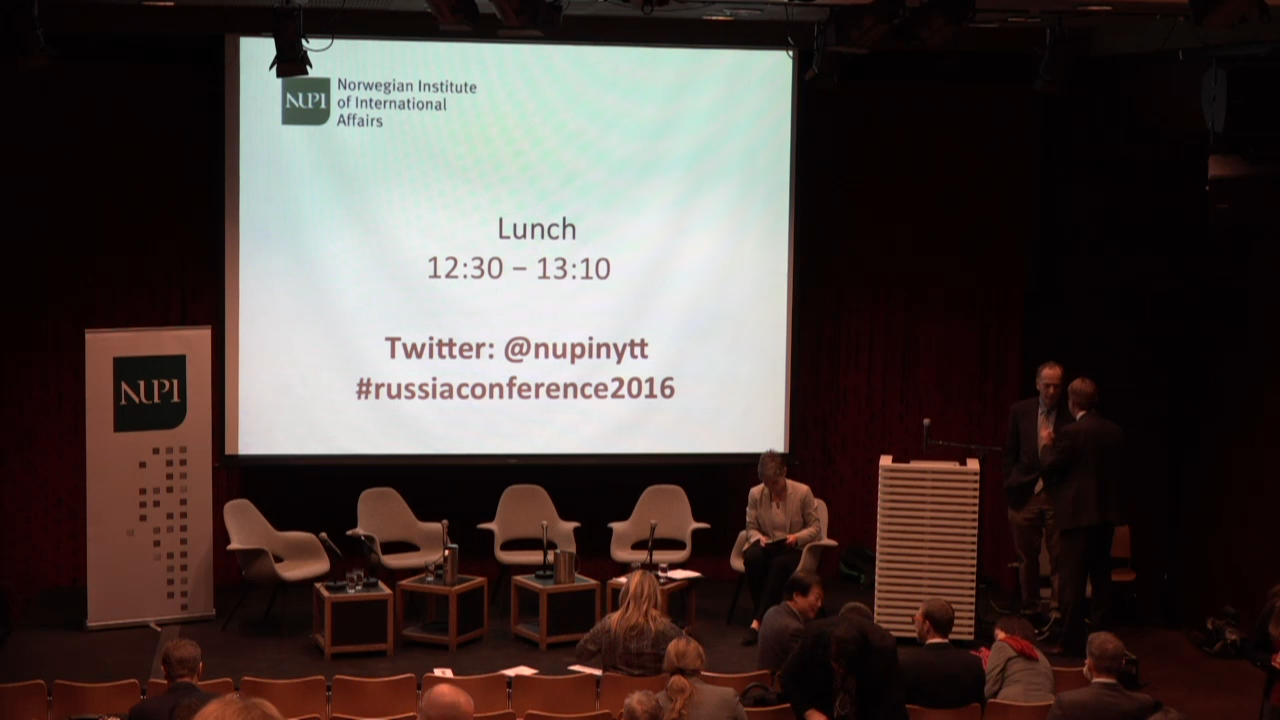 NUPI
Norwegian Institute
of International
Affairs
Lunch
12:30 – 13:10
Twitter: @nupinytt
#russiaconference2016
NUPI